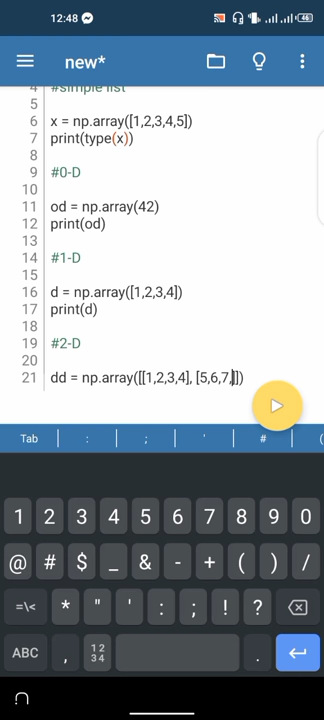 12:48
46
new*
4 #simple list
5
6 x = np.array([1,2,3,4,5])
7 print(type(x))
8
9 #0-D
10
11 od = np.array(42)
12 print(od)
13
14 #1-D
15
16 d = np.array([1,2,3,4])
17 print(d)
18
19 #2-D
20
21 dd = np.array([[1,2,3,4], [5,6,7,]])
Tab : ; ' # (
1 2 3 4 5 6 7 8 9 0
@ # $ _ & - + ( ) /
=\< * " ' : ; ! ?
ABC , 12 34 .